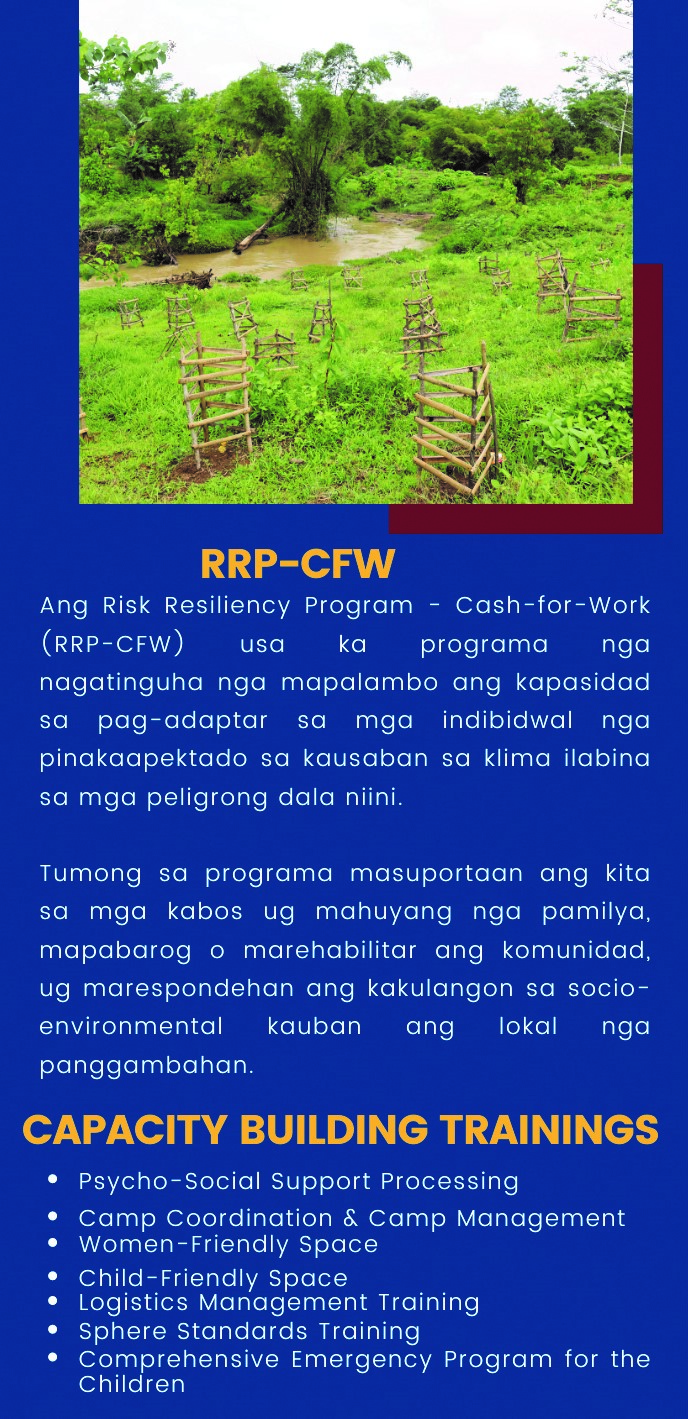 RRP-CFW
Ang Risk Resiliency Program - Cash-for-Work
(RRP-CFW) usa ka programa nga
nagatinguha nga mapalambo ang kapasidad
sa pag-adaptar sa mga indibidwal nga
pinakaapektado sa kausaban sa klima ilabina
sa mga peligrong dala niini.
Tumong sa programa masuportaan ang kita
sa mga kabos ug mahuyang nga pamilya,
mapabarog o marehabilitar ang komunidad,
ug marespondehan ang kakulangon sa socio-
environmental kauban ang lokal nga
panggambahan.
CAPACITY BUILDING TRAININGS
• Psycho-Social Support Processing
• Camp Coordination & Camp Management
• Women-Friendly Space
• Child-Friendly Space
• Logistics Management Training
• Sphere Standards Training
• Comprehensive Emergency Program for the
Children